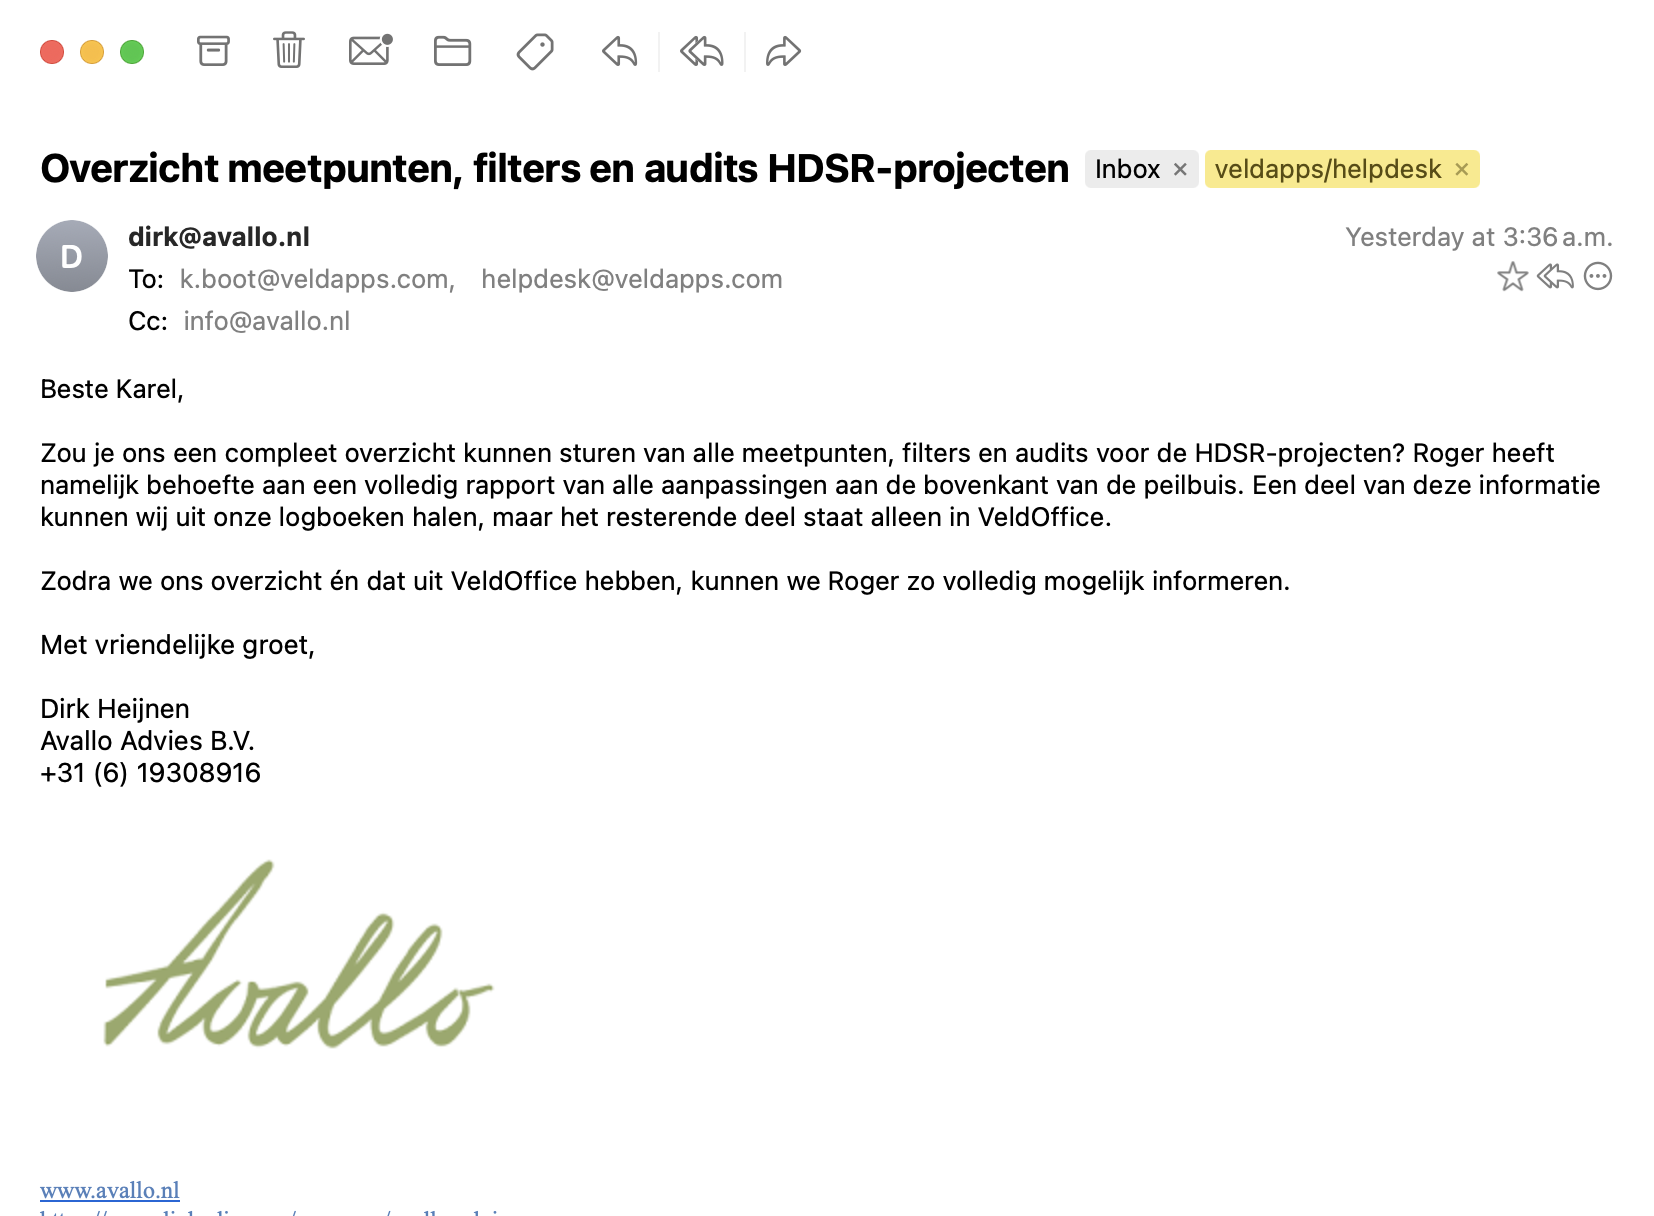 Overzicht meetpunten, filters en audits HDSR-projecten Inbox × veldapps/helpdesk ×
D
dirk@avallo.nl
Yesterday at 3:36 a.m.
To: k.boot@veldapps.com, helpdesk@veldapps.com
Cc: info@avallo.nl
Beste Karel,
Zou je ons een compleet overzicht kunnen sturen van alle meetpunten, filters en audits voor de HDSR-projecten? Roger heeft
namelijk behoefte aan een volledig rapport van alle aanpassingen aan de bovenkant van de peilbuis. Een deel van deze informatie
kunnen wij uit onze logboeken halen, maar het resterende deel staat alleen in VeldOffice.
Zodra we ons overzicht én dat uit VeldOffice hebben, kunnen we Roger zo volledig mogelijk informeren.
Met vriendelijke groet,
Dirk Heijnen
Avallo Advies B.V.
+31 (6) 19308916
Avallo
www.avallo.nl